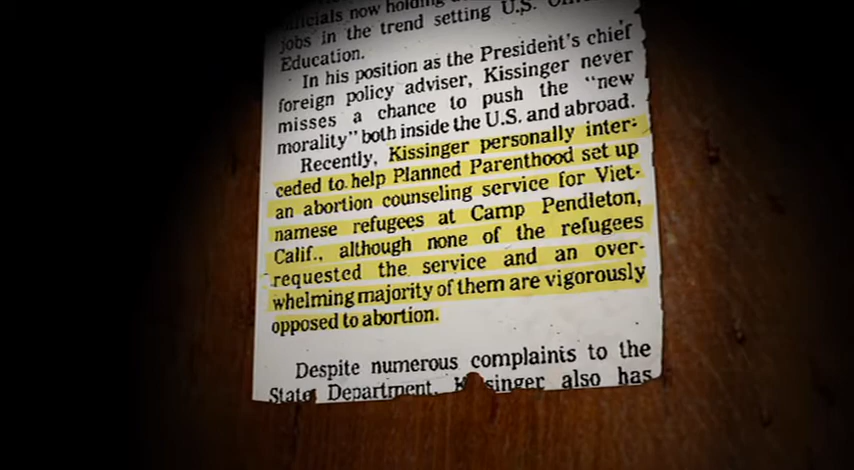 officials now holding
jobs in the trend setting U.S.
Education.
In his position as the President's chief
foreign policy adviser, Kissinger never
misses a chance to push the "new
morality" both inside the U.S. and abroad.
Recently, Kissinger personally inter-
ceded to help Planned Parenthood set up
an abortion counseling service for Viet-
namese refugees at Camp Pendleton,
Calif., although none of the refugees
requested the service and an over-
whelming majority of them are vigorously
opposed to abortion.
Despite numerous complaints to the
State Department, Kissinger also has